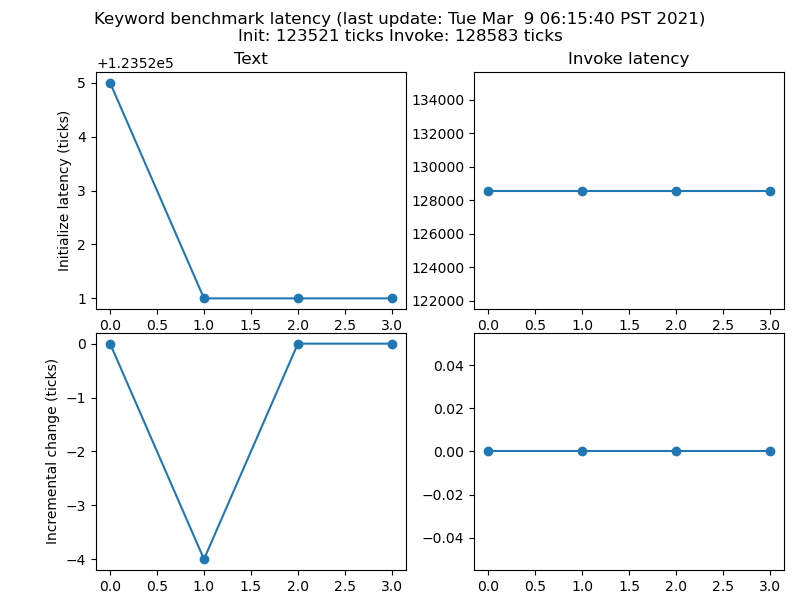 Keyword benchmark latency (last update: Tue Mar  9 06:15:40 PST 2021)
Init: 123521 ticks Invoke: 128583 ticks
Text
+1.2352e5
Initialize latency (ticks)
5
4
3
2
1
0.0 0.5 1.0 1.5 2.0 2.5 3.0
Invoke latency
134000
132000
130000
128000
126000
124000
122000
0.0 0.5 1.0 1.5 2.0 2.5 3.0
Incremental change (ticks)
0
−1
−2
−3
−4
0.0 0.5 1.0 1.5 2.0 2.5 3.0
0.04
0.02
0.00
−0.02
−0.04
0.0 0.5 1.0 1.5 2.0 2.5 3.0